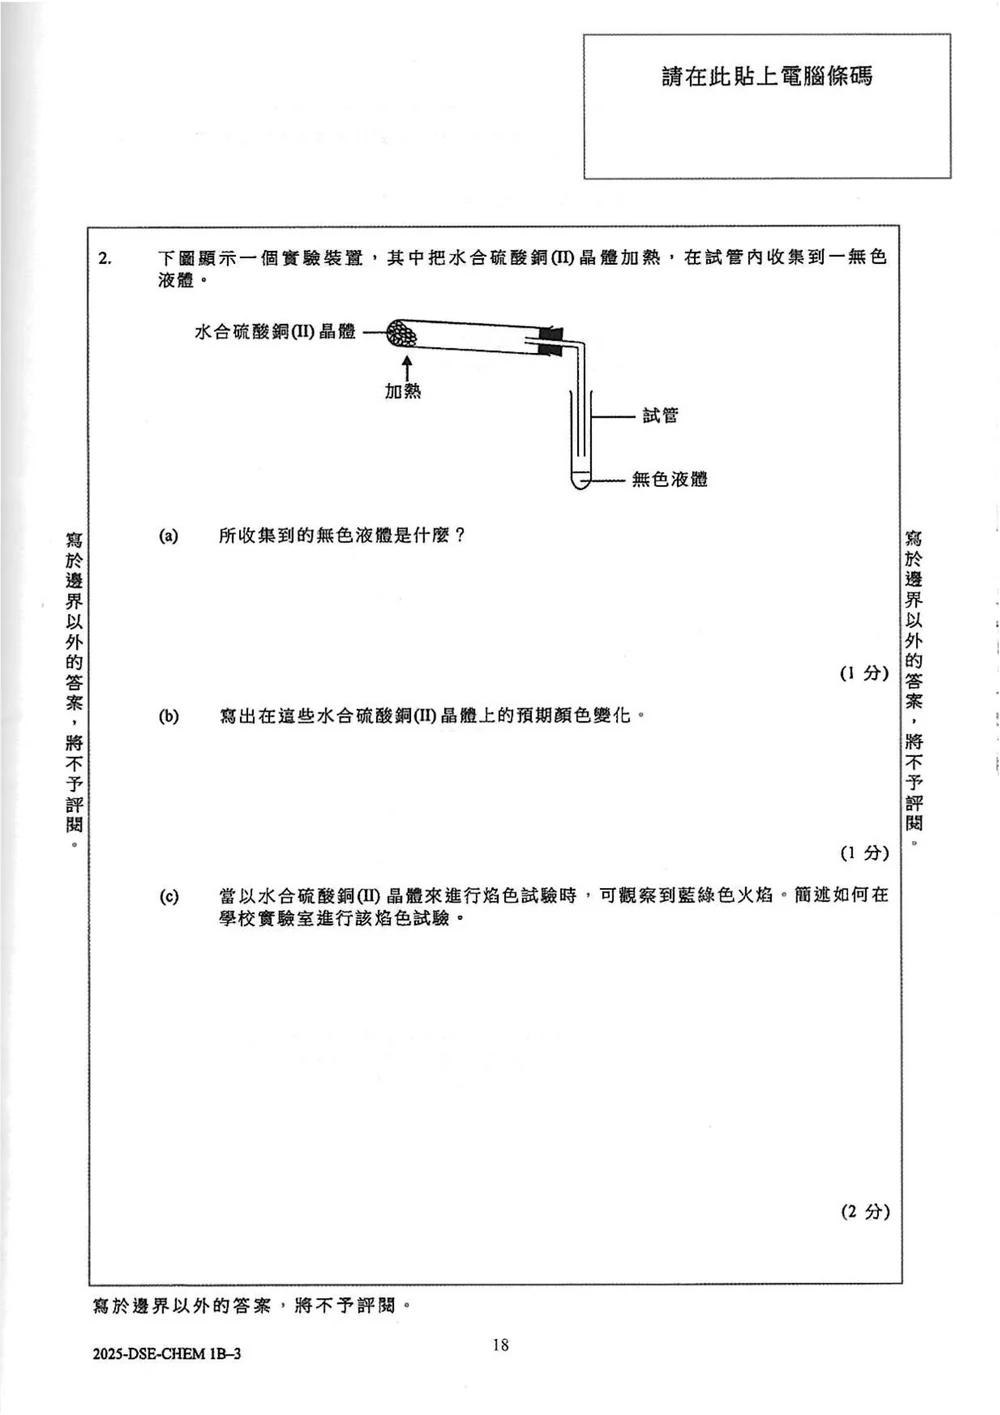 請在此貼上電腦條碼
2. 下圖顯示一個實驗裝置，其中把水合硫酸銅(II)晶體加熱，在試管內收集到一無色
液體。
水合硫酸銅(II)晶體
加熱
試管
無色液體
(a) 所收集到的無色液體是什麼？
(1 分)
(b) 寫出在這些水合硫酸銅(II)晶體上的預期顏色變化。
(1 分)
(c) 當以水合硫酸銅(II)晶體來進行焰色試驗時，可觀察到藍綠色火焰。簡述如何在
學校實驗室進行該焰色試驗。
(2 分)
寫於邊界以外的答案，將不予評閱。
寫於邊界以外的答案，將不予評閱。
寫於邊界以外的答案，將不予評閱。
2025-DSE-CHEM 1B–3
18